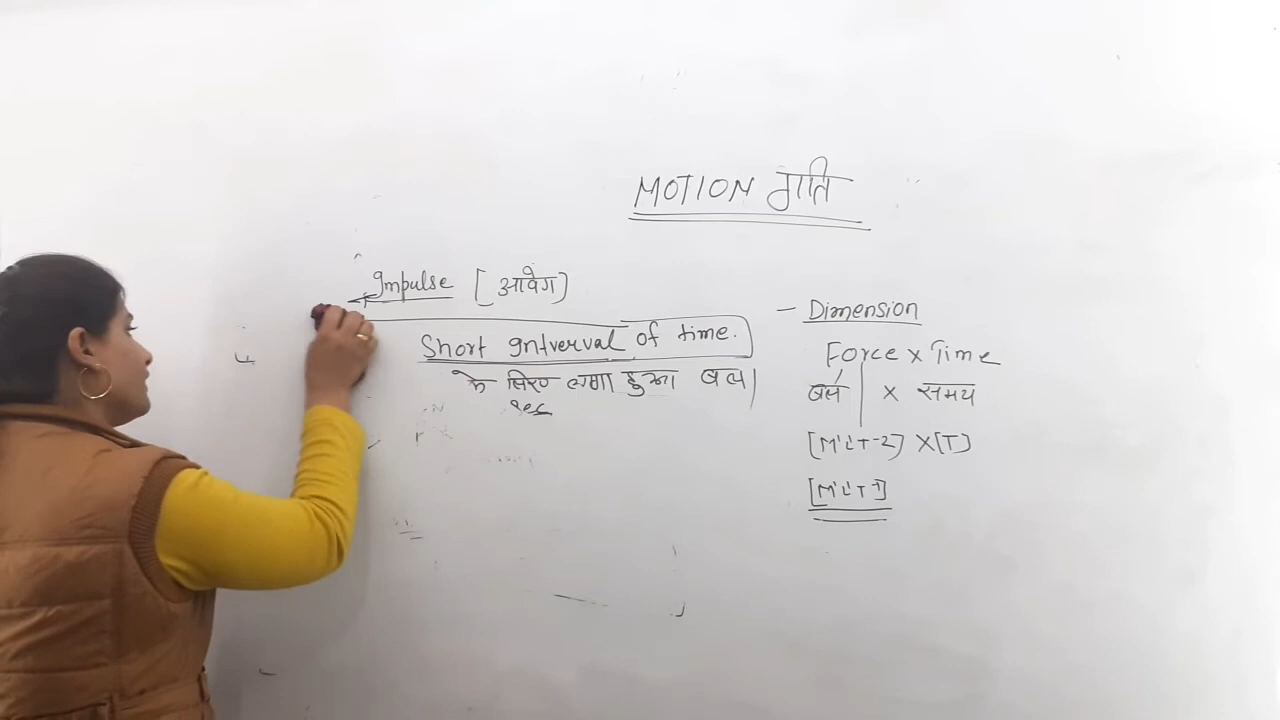 MOTION गति
Impulse [आवेग)
Short Intverval of time.
के लिए लगा हुआ बल
Sec
- Dimension
Force × Time
बल × समय
[M¹L¹T-2] × [T]
[M¹L¹T-1]